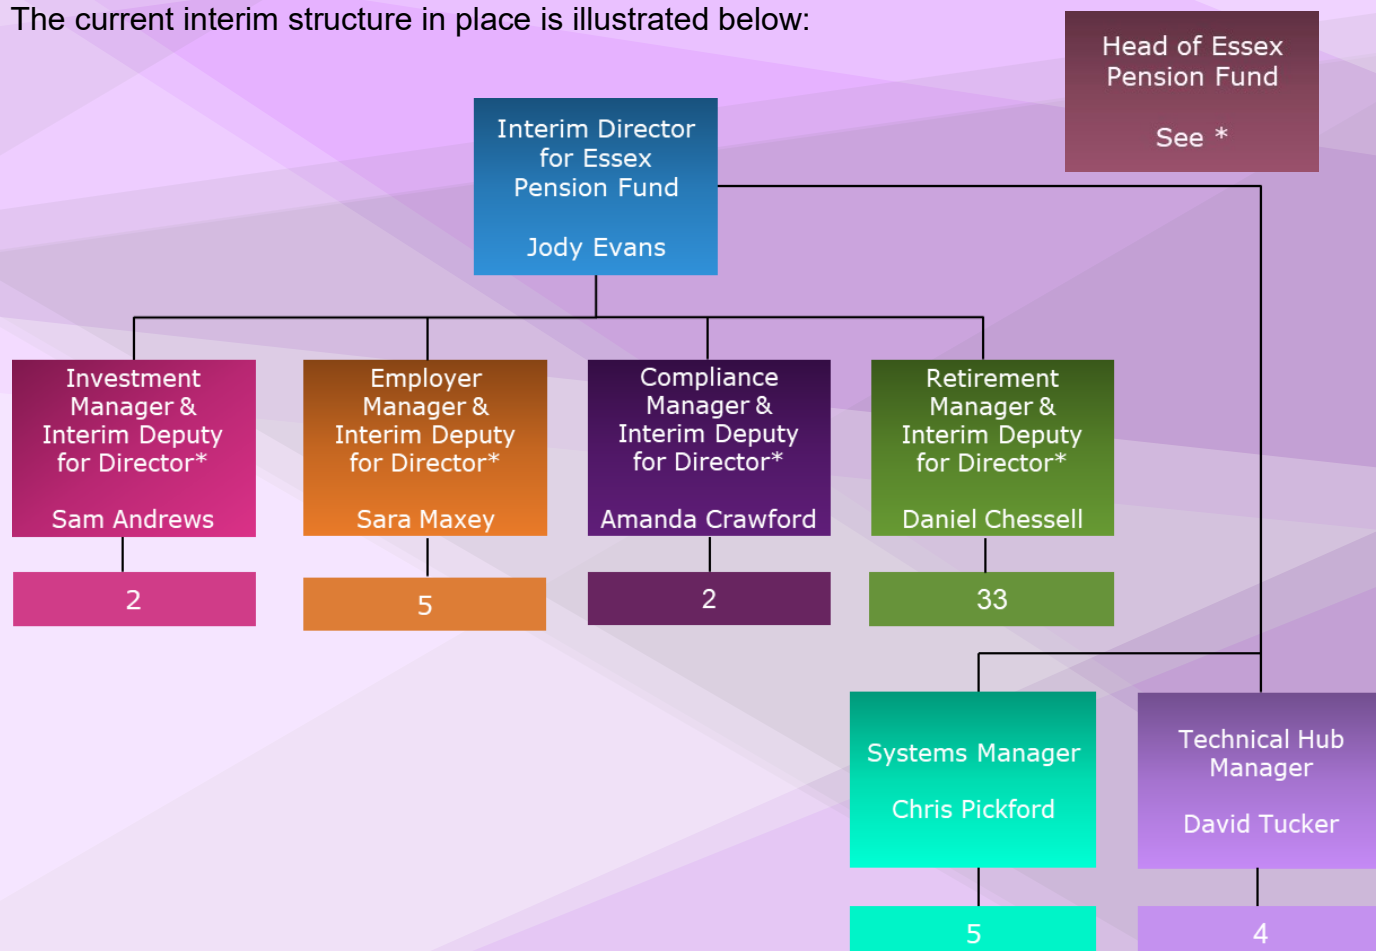 The current interim structure in place is illustrated below:
Head of Essex
Pension Fund
See *
Interim Director
for Essex
Pension Fund
Jody Evans
Investment
Manager &
Interim Deputy
for Director*
Sam Andrews
Employer
Manager &
Interim Deputy
for Director*
Sara Maxey
Compliance
Manager &
Interim Deputy
for Director*
Amanda Crawford
Retirement
Manager &
Interim Deputy
for Director*
Daniel Chessell
2
5
2
33
Systems Manager
Chris Pickford
Technical Hub
Manager
David Tucker
5
4